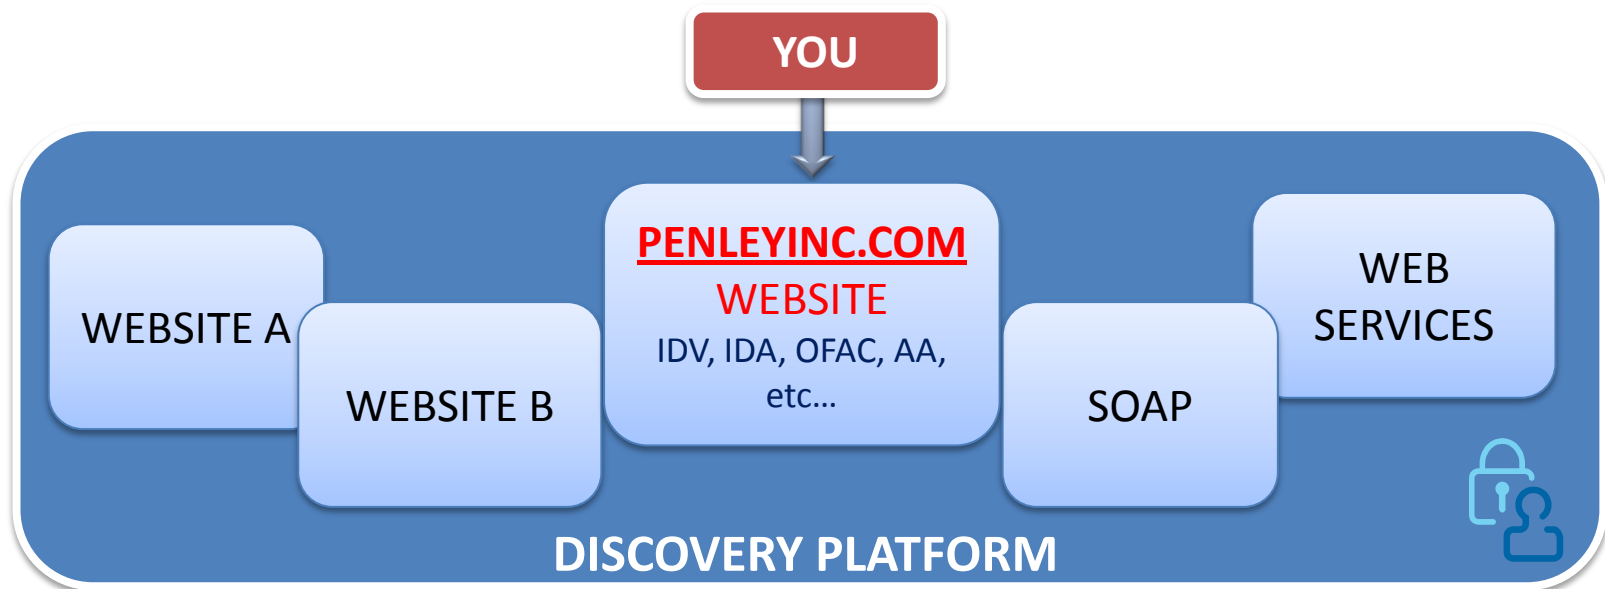 YOU
WEBSITE A
WEBSITE B
PENLEYINC.COM
WEBSITE
IDV, IDA, OFAC, AA,
etc…
SOAP
WEB
SERVICES
DISCOVERY PLATFORM